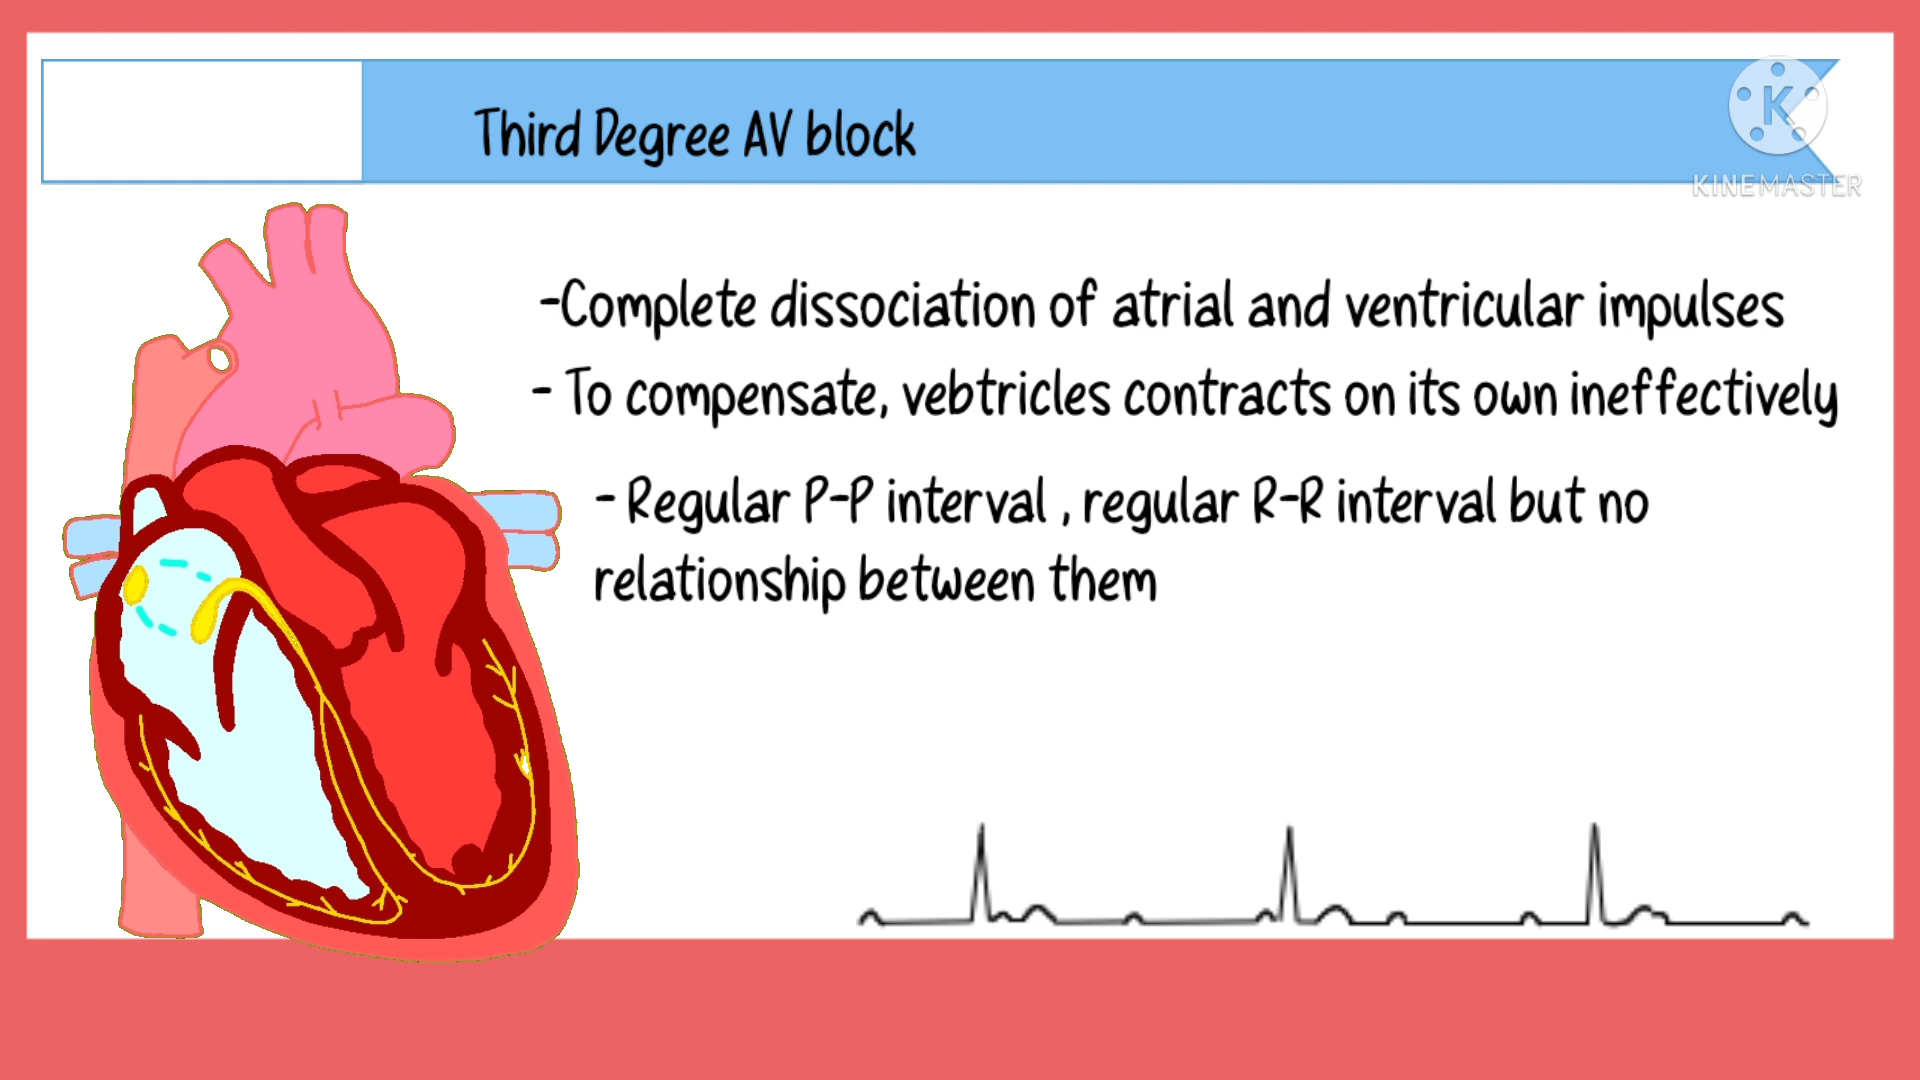 Third Degree AV block
K
KINEMASTER
-Complete dissociation of atrial and ventricular impulses
- To compensate, vebtricles contracts on its own ineffectively
- Regular P-P interval , regular R-R interval but no
relationship between them